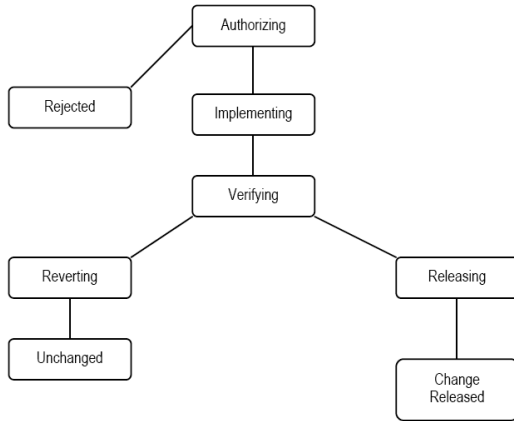 Authorizing
Rejected
Implementing
Verifying
Reverting
Releasing
Unchanged
Change
Released